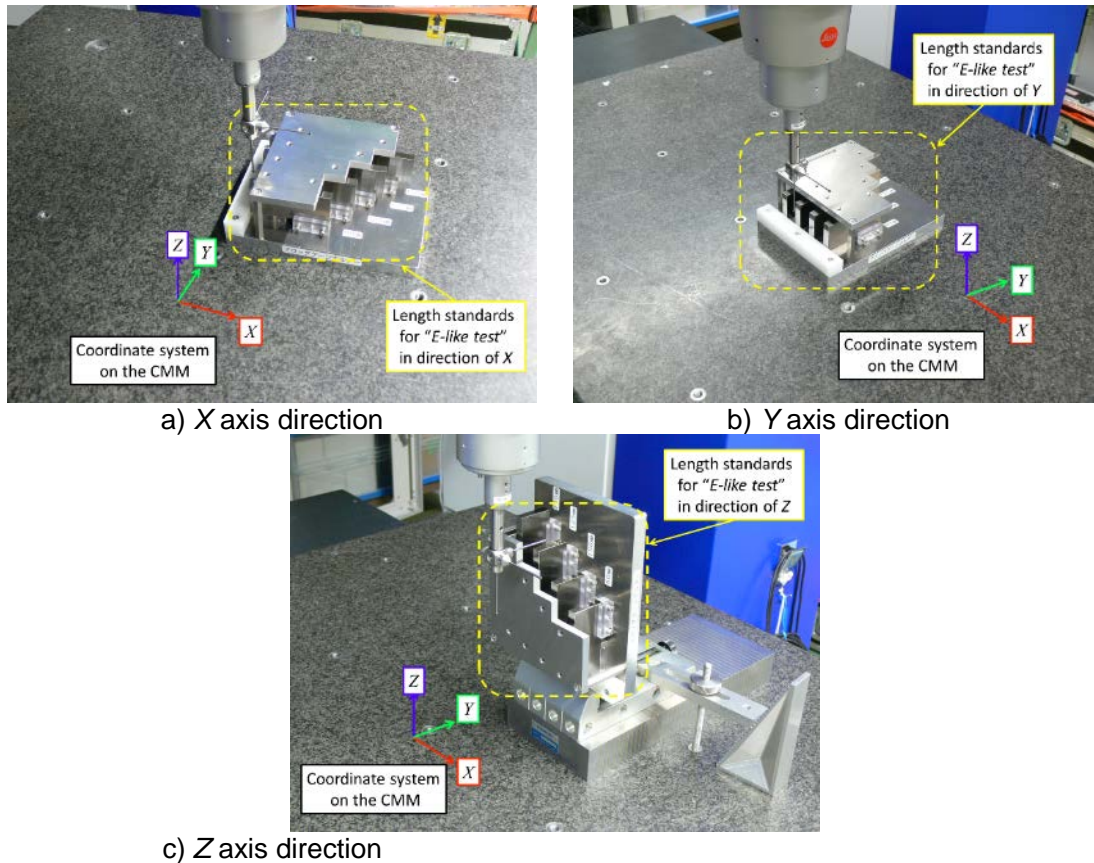 Leica
Length standards
for "E-like test"
in direction of Y
Z
Y
X
Coordinate system
on the CMM
Length standards
for "E-like test"
in direction of X
Z
Y
X
Coordinate system
on the CMM
a) X axis direction
b) Y axis direction
Length standards
for "E-like test"
in direction of Z
Z
Y
X
Coordinate system
on the CMM
c) Z axis direction